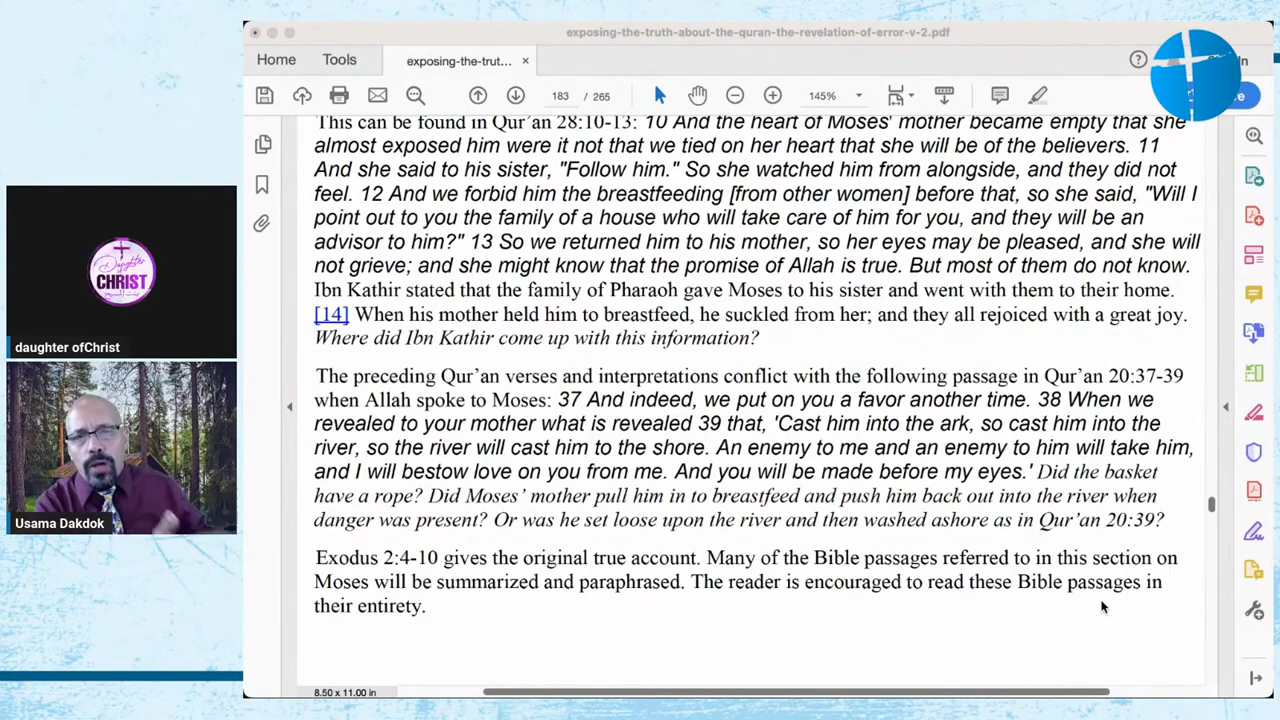 exposing-the-truth-about-the-quran-the-revelation-of-error-v-2.pdf
Home
Tools
exposing-the-trut...
183 / 265
145%
This can be found in Qur'an 28:10-13: 10 And the heart of Moses' mother became empty that she
almost exposed him were it not that we tied on her heart that she will be of the believers. 11
And she said to his sister, "Follow him." So she watched him from alongside, and they did not
feel. 12 And we forbid him the breastfeeding [from other women] before that, so she said, "Will I
point out to you the family of a house who will take care of him for you, and they will be an
advisor to him?" 13 So we returned him to his mother, so her eyes may be pleased, and she will
not grieve; and she might know that the promise of Allah is true. But most of them do not know.
Ibn Kathir stated that the family of Pharaoh gave Moses to his sister and went with them to their home.
[14] When his mother held him to breastfeed, he suckled from her; and they all rejoiced with a great joy.
Where did Ibn Kathir come up with this information?
The preceding Qur'an verses and interpretations conflict with the following passage in Qur'an 20:37-39
when Allah spoke to Moses: 37 And indeed, we put on you a favor another time. 38 When we
revealed to your mother what is revealed 39 that, 'Cast him into the ark, so cast him into the
river, so the river will cast him to the shore. An enemy to me and an enemy to him will take him,
and I will bestow love on you from me. And you will be made before my eyes.' Did the basket
have a rope? Did Moses' mother pull him in to breastfeed and push him back out into the river when
danger was present? Or was he set loose upon the river and then washed ashore as in Qur'an 20:39?
Exodus 2:4-10 gives the original true account. Many of the Bible passages referred to in this section on
Moses will be summarized and paraphrased. The reader is encouraged to read these Bible passages in
their entirety.
8.50 x 11.00 in
Daughter
CHRIST
daughter ofChrist
Usama Dakdok